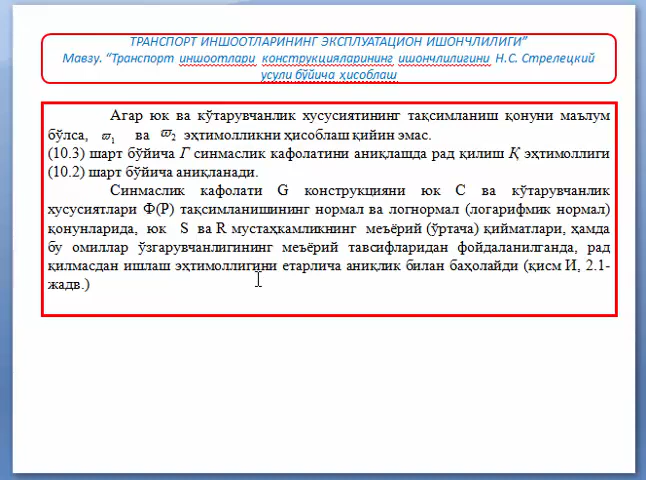 ТРАНСПОРТ ИНШООТЛАРИНИНГ ЭКСПЛУАТАЦИОН ИШОНЧЛИЛИГИ”
Мавзу. “Транспорт иншоотлари конструкцияларининг ишончлилигини Н.С. Стрелецкий
усули бўйича ҳисоблаш
Агар юк ва кўтарувчанлик хусусиятининг тақсимланиш қонуни маълум
бўлса, ϖ1 ва ϖ2 эҳтимолликни ҳисоблаш қийин эмас.
(10.3) шарт бўйича Г синмаслик кафолатини аниқлашда рад қилиш Қ эҳтимоллиги
(10.2) шарт бўйича аниқланади.
Синмаслик кафолати G конструкцияни юк С ва кўтарувчанлик
хусусиятлари Ф(Р) тақсимланишининг нормал ва логнормал (логарифмик нормал)
қонунларида, юк S ва R мустаҳкамликнинг меъёрий (ўртача) қийматлари, ҳамда
бу омиллар ўзгарувчанлигининг меъёрий тавсифларидан фойдаланилганда, рад
қилмасдан ишлаш эҳтимоллигини етарлича аниқлик билан баҳолайди (қисм И, 2.1-
жадв.)